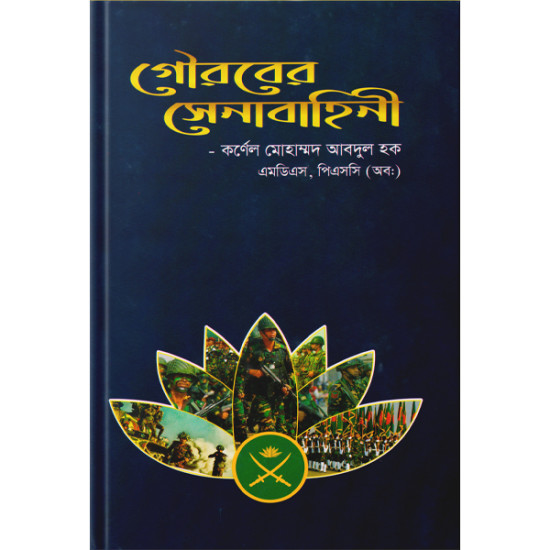 গৌরবের
সেনাবাহিনী
- কর্ণেল মোহাম্মদ আবদুল হক
এমডিএস, পিএসসি (অব:)